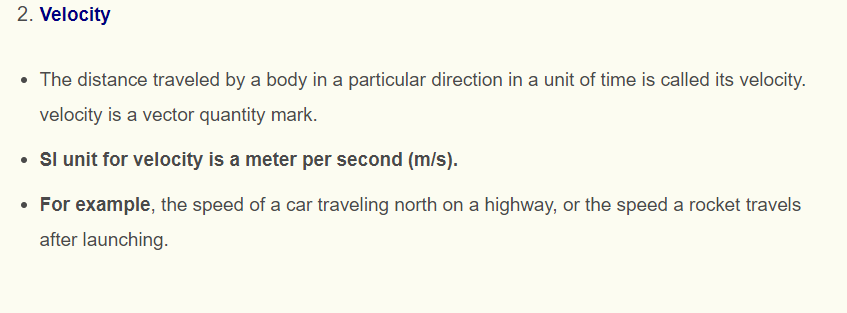 2. Velocity
• The distance traveled by a body in a particular direction in a unit of time is called its velocity.
velocity is a vector quantity mark.
• SI unit for velocity is a meter per second (m/s).
• For example, the speed of a car traveling north on a highway, or the speed a rocket travels
after launching.